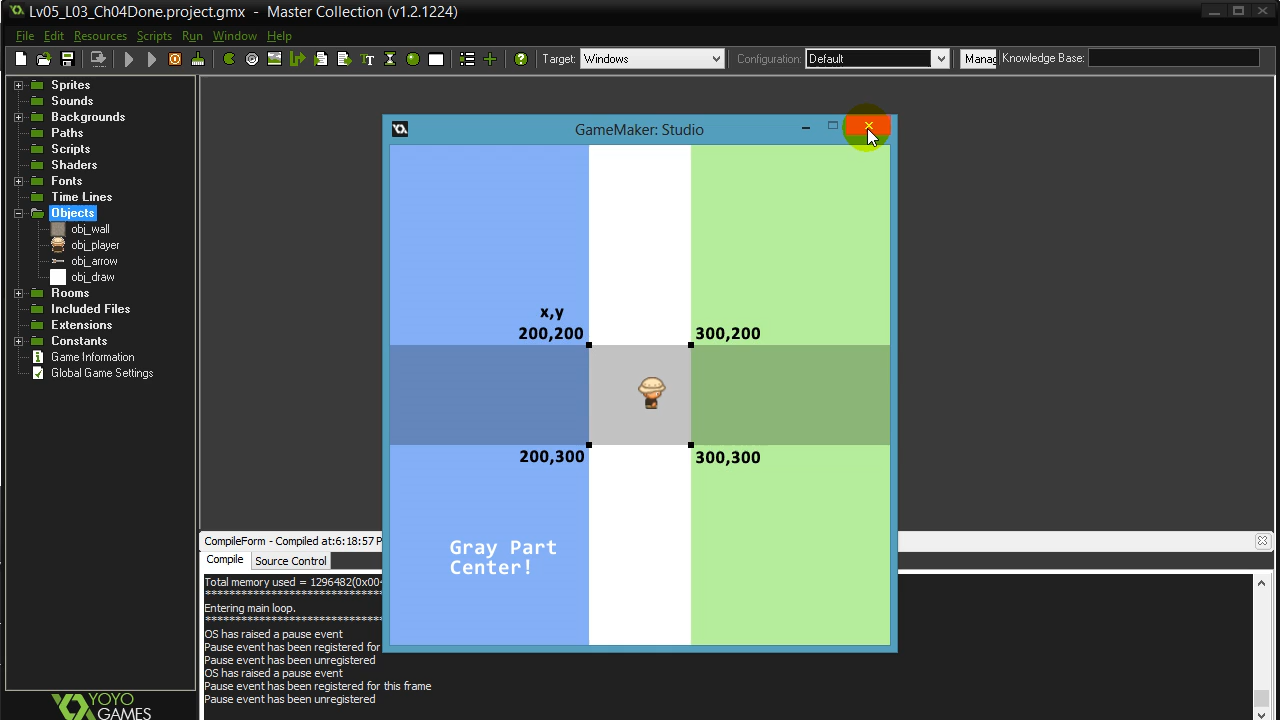 Lv05_L03_Ch04Done.project.gmx - Master Collection (v1.2.1224)
File Edit Resources Scripts Run Window Help
Target: Windows Configuration: Default Manag Knowledge Base:
Sprites
Sounds
Backgrounds
Paths
Scripts
Shaders
Fonts
Time Lines
Objects
obj_wall
obj_player
obj_arrow
obj_draw
Rooms
Included Files
Extensions
Constants
Game Information
Global Game Settings
YOYO
GAMES
GameMaker: Studio
x,y
200,200 300,200
200,300 300,300
Gray Part
Center!
CompileForm - Compiled at:6:18:57 P
Compile Source Control
Total memory used = 1296482(0x004
Entering main loop.
OS has raised a pause event
Pause event has been registered for
Pause event has been unregistered
OS has raised a pause event
Pause event has been registered for this frame
Pause event has been unregistered